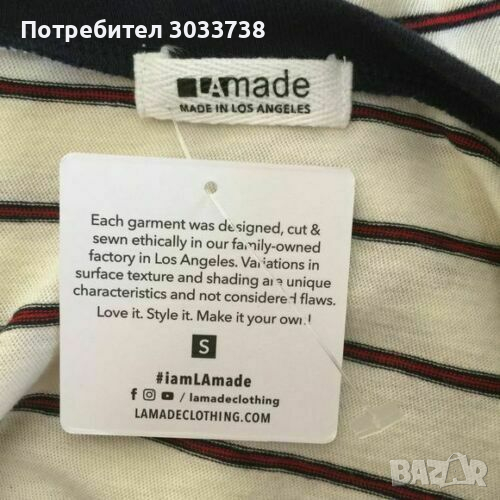 Потребител 3033738
LAmade
MADE IN LOS ANGELES
Each garment was designed, cut &
sewn ethically in our family-owned
factory in Los Angeles. Variations in
surface texture and shading are unique
characteristics and not considered flaws.
Love it. Style it. Make it your own!
S
#iamLAmade
/lamadeclothing
LAMADECLOTHING.COM
BAZAR